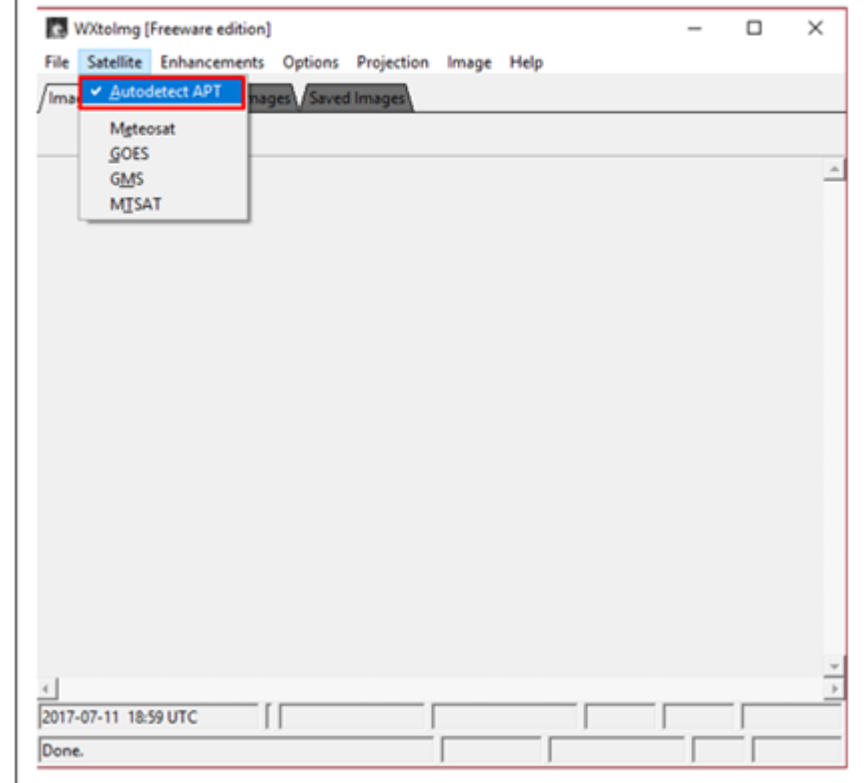 WXtoImg [Freeware edition]
File Satellite Enhancements Options Projection Image Help
Autodetect APT
Saved Images
Meteosat
GOES
GMS
MTSAT
2017-07-11 18:59 UTC
Done.